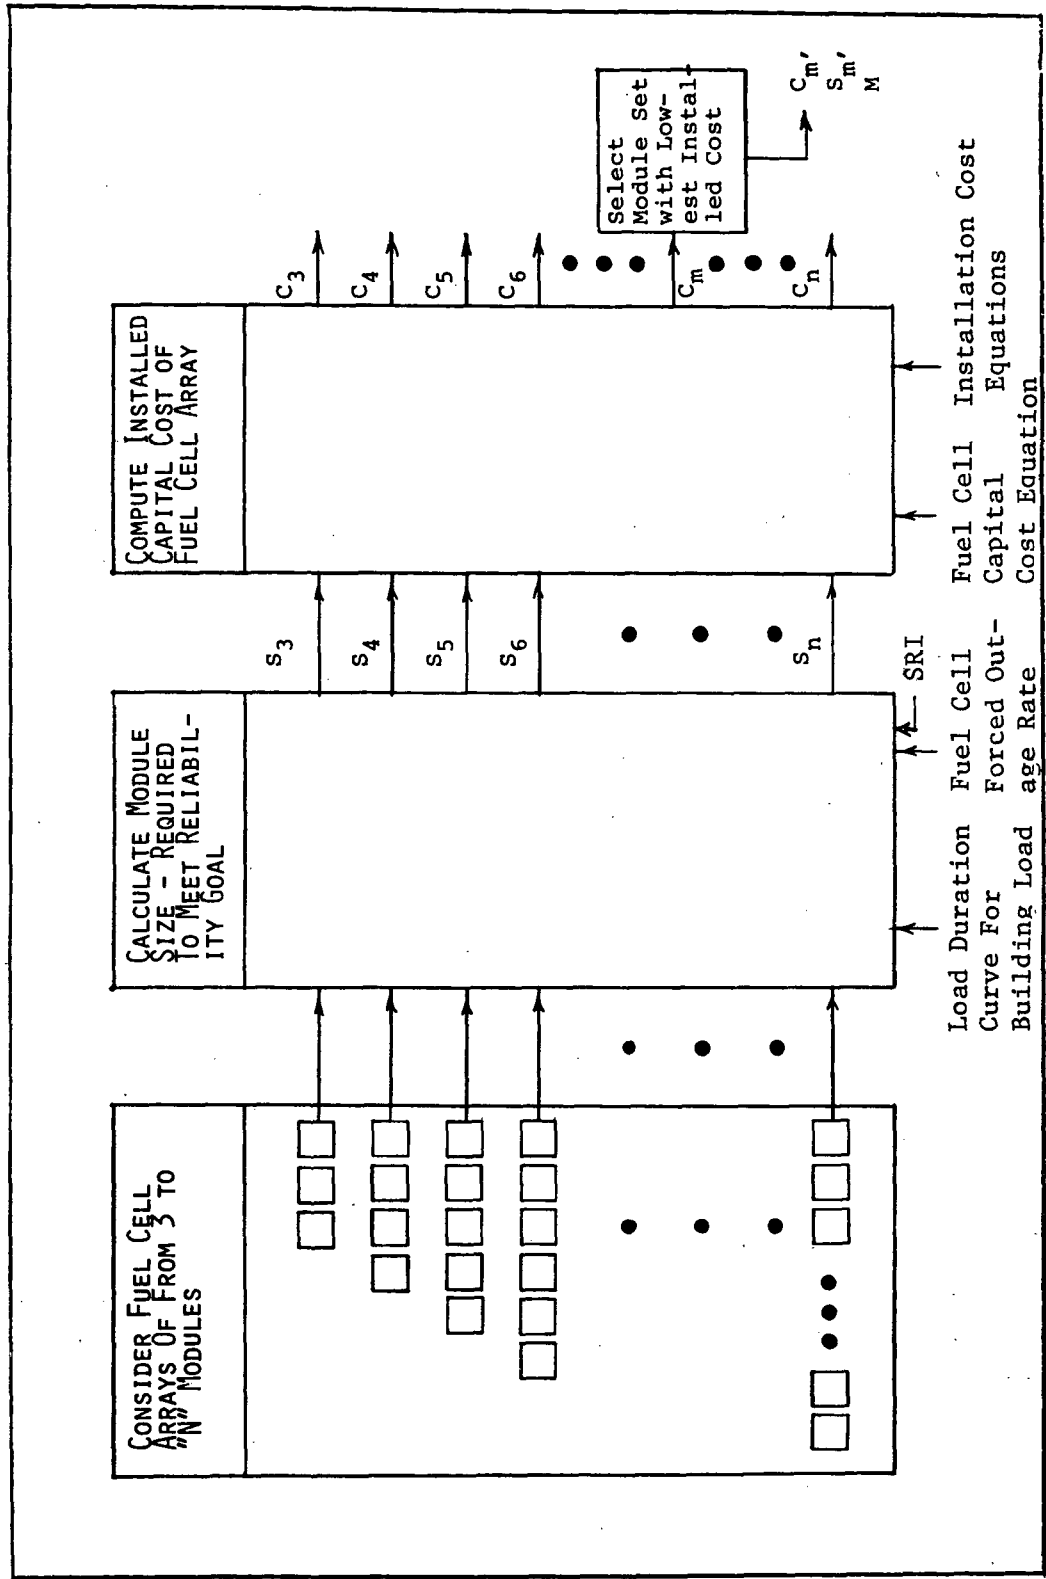 CONSIDER FUEL CELL
ARRAYS OF FROM 3 TO
"N" MODULES
CALCULATE MODULE
SIZE - REQUIRED
TO MEET RELIABIL-
ITY GOAL
COMPUTE INSTALLED
CAPITAL COST OF
FUEL CELL ARRAY
S3
S4
S5
S6
Sn
C3
C4
C5
C6
Cm
Cn
Select
Module Set
with Low-
est Instal-
led Cost
Cm'
Sm'
M
SRI
Load Duration
Curve For
Building Load
Fuel Cell
Forced Out-
age Rate
Fuel Cell
Capital
Cost Equation
Installation Cost
Equations